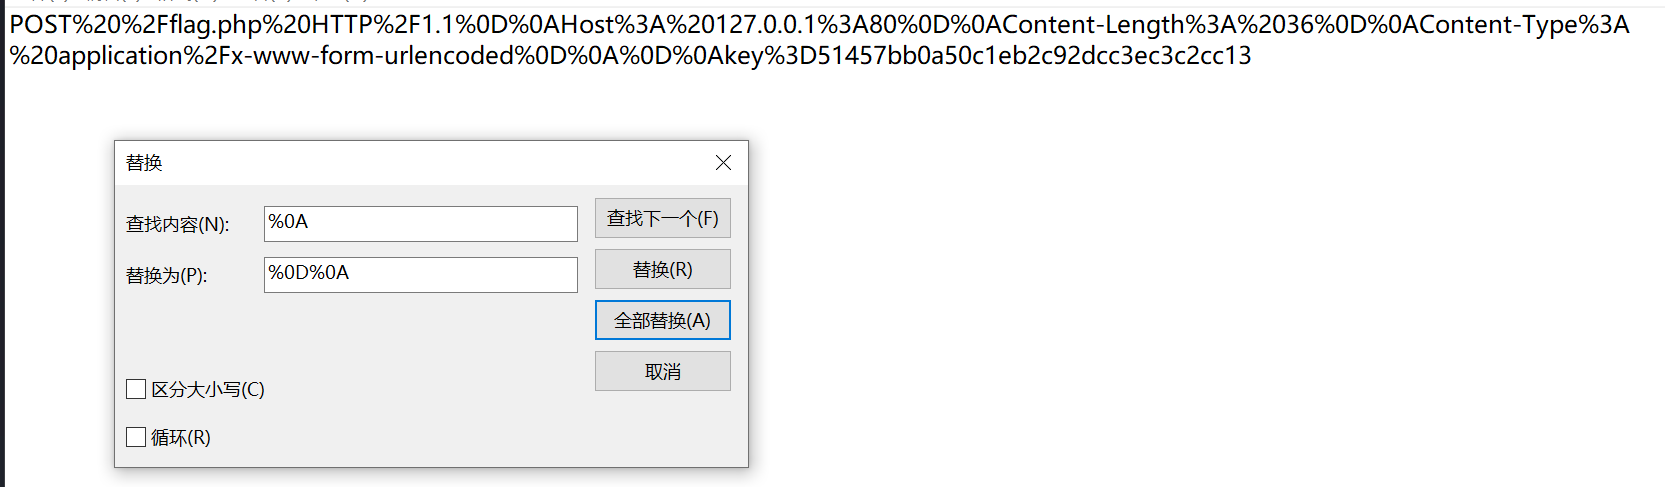 POST%20%2Fflag.php%20HTTP%2F1.1%0D%0AHost%3A%20127.0.0.1%3A80%0D%0AContent-Length%3A%2036%0D%0AContent-Type%3A
%20application%2Fx-www-form-urlencoded%0D%0A%0D%0Akey%3D51457bb0a50c1eb2c92dcc3ec3c2cc13
替换
查找内容(N): %0A 查找下一个(F)
替换为(P): %0D%0A 替换(R)
全部替换(A)
取消
区分大小写(C)
循环(R)